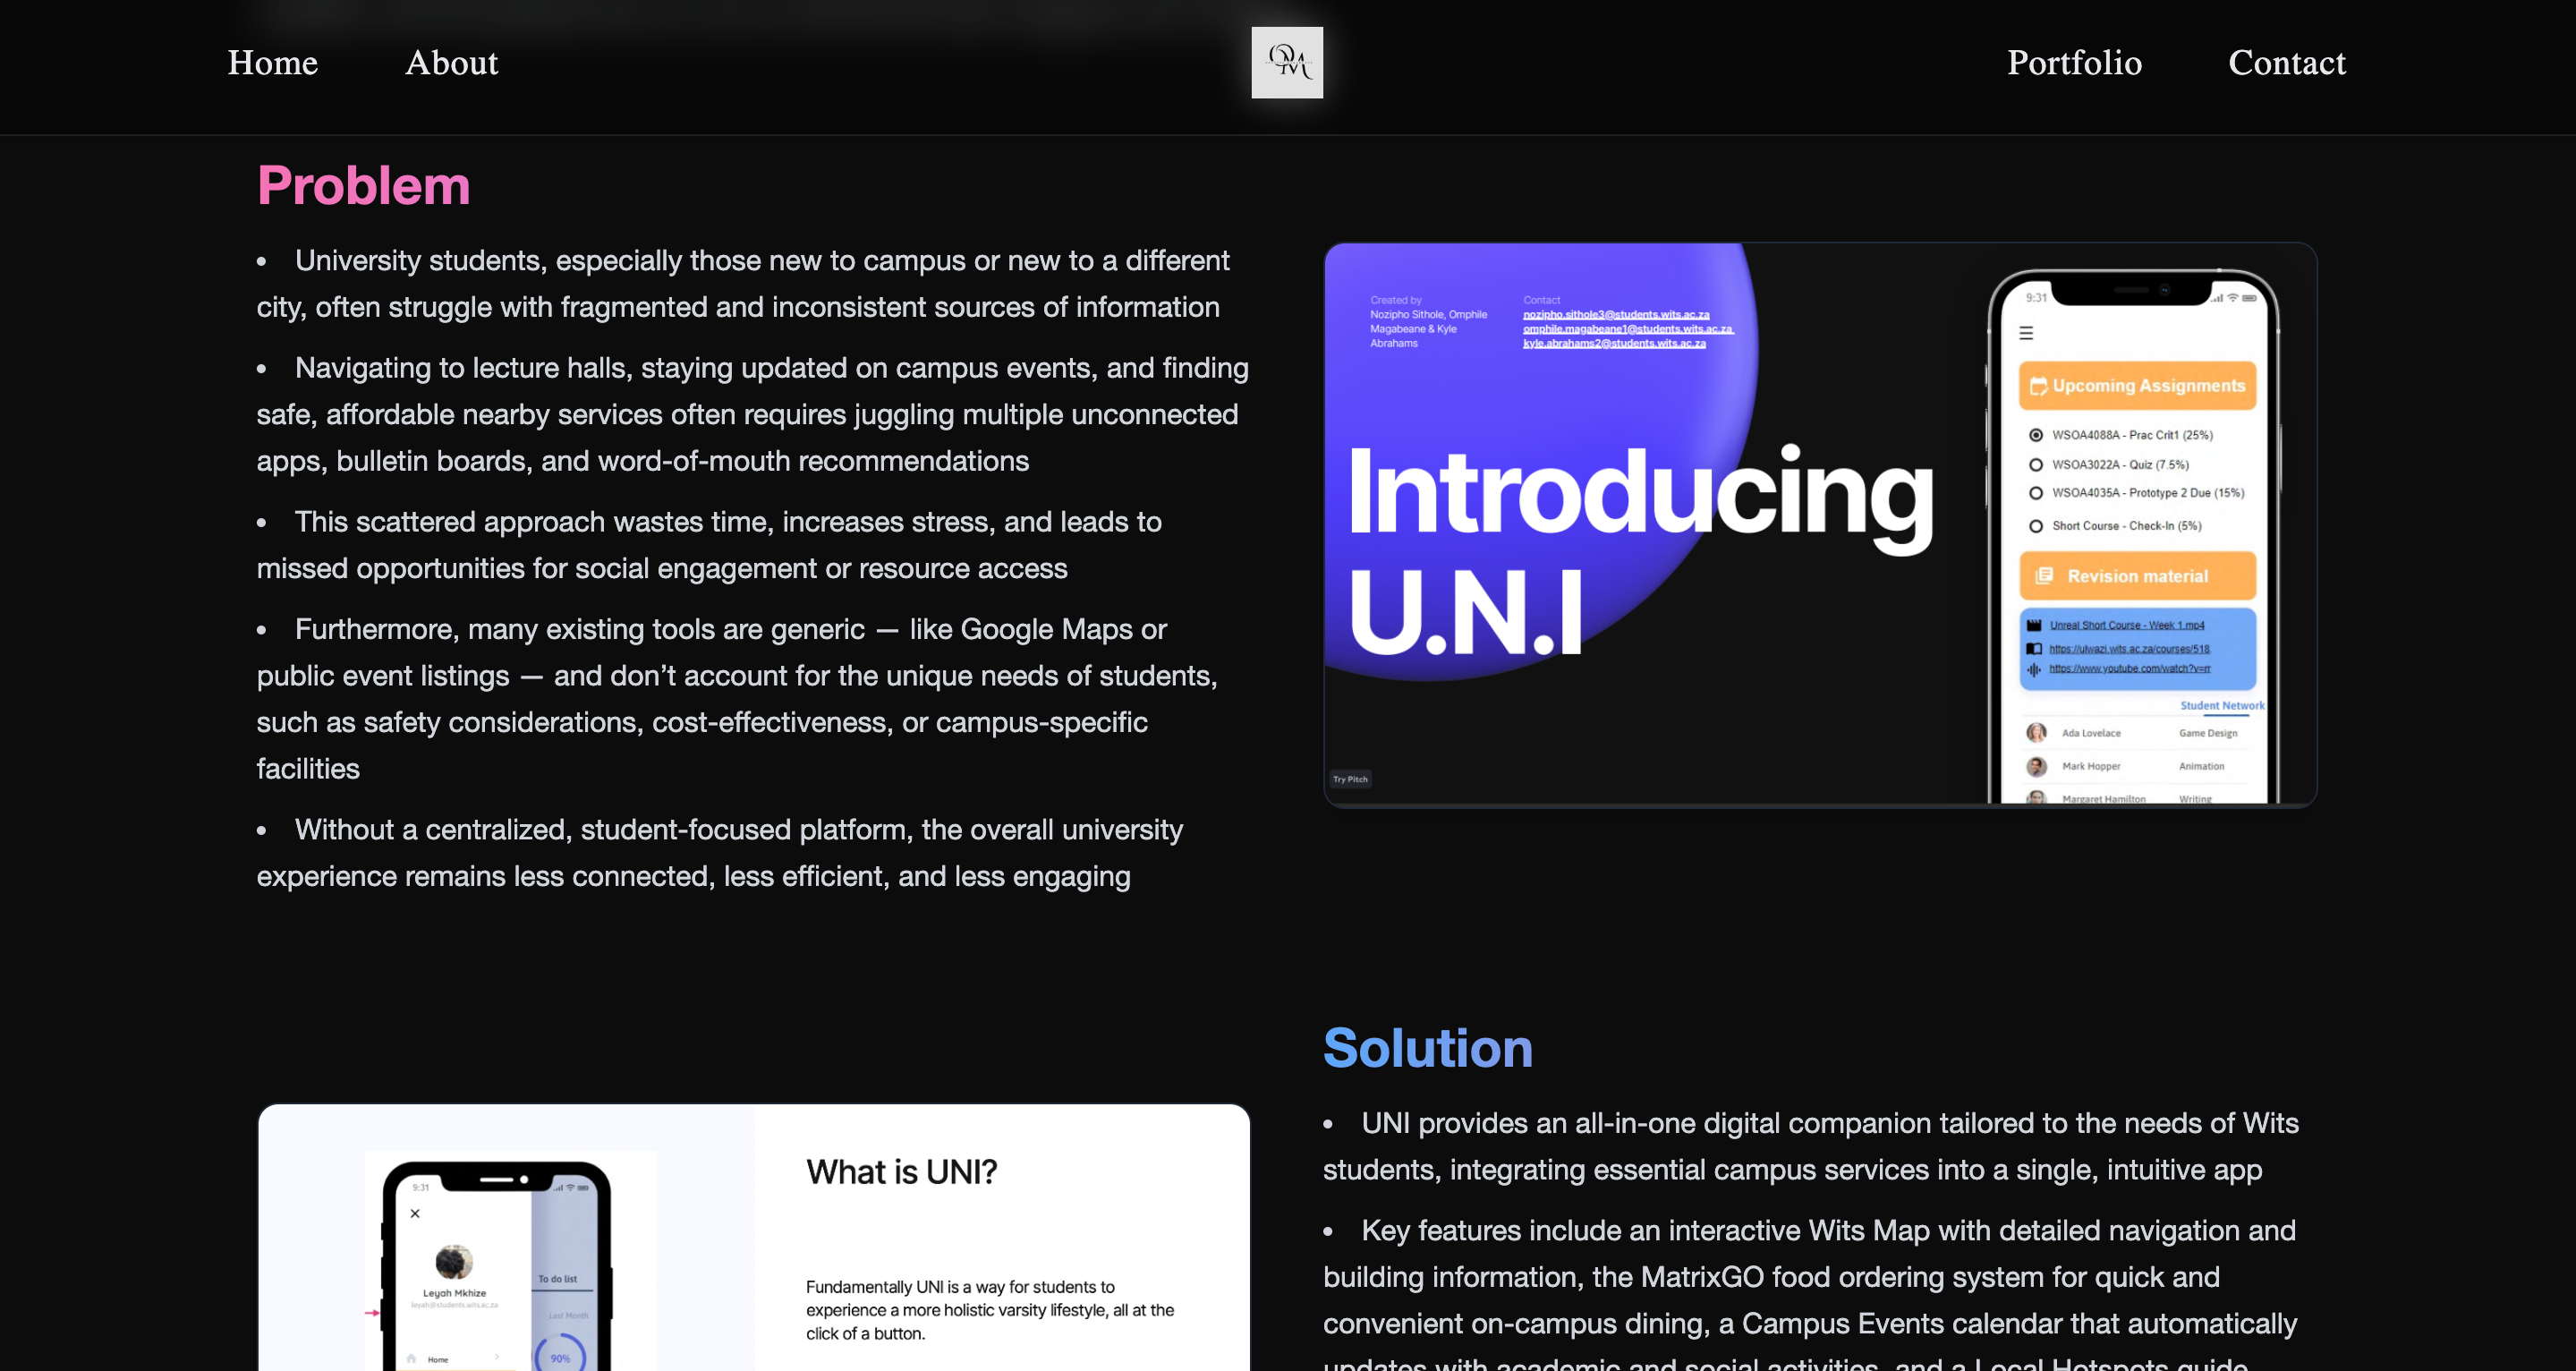 Home About Portfolio Contact
Problem
• University students, especially those new to campus or new to a different
city, often struggle with fragmented and inconsistent sources of information
• Navigating to lecture halls, staying updated on campus events, and finding
safe, affordable nearby services often requires juggling multiple unconnected
apps, bulletin boards, and word-of-mouth recommendations
• This scattered approach wastes time, increases stress, and leads to
missed opportunities for social engagement or resource access
• Furthermore, many existing tools are generic — like Google Maps or
public event listings — and don’t account for the unique needs of students,
such as safety considerations, cost-effectiveness, or campus-specific
facilities
• Without a centralized, student-focused platform, the overall university
experience remains less connected, less efficient, and less engaging
Created by
Nozipho Sithole, Omphile
Magabeane & Kyle
Abrahams
Contact
nozipho.sithole3@students.wits.ac.za
omphile.magabeane1@students.wits.ac.za
kyle.abrahams2@students.wits.ac.za
Introducing
U.N.I
Try Pitch
9:31
Upcoming Assignments
WSOA4088A - Prac Crit1 (25%)
WSOA3022A - Quiz (7.5%)
WSOA4035A - Prototype 2 Due (15%)
Short Course - Check-In (5%)
Revision material
Unreal Short Course - Week 1.mp4
https://ulwazi.wits.ac.za/courses/518
https://www.youtube.com/watch?v=rr
Student Network
Ada Lovelace Game Design
Mark Hopper Animation
Margaret Hamilton Writing
9:31
Leyah Mkhize
leyah@students.wits.ac.za
Home
To do list
Last Month
90%
What is UNI?
Fundamentally UNI is a way for students to
experience a more holistic varsity lifestyle, all at the
click of a button.
Solution
• UNI provides an all-in-one digital companion tailored to the needs of Wits
students, integrating essential campus services into a single, intuitive app
• Key features include an interactive Wits Map with detailed navigation and
building information, the MatrixGO food ordering system for quick and
convenient on-campus dining, a Campus Events calendar that automatically
updates with academic and social activities, and a Local Hotspots guide